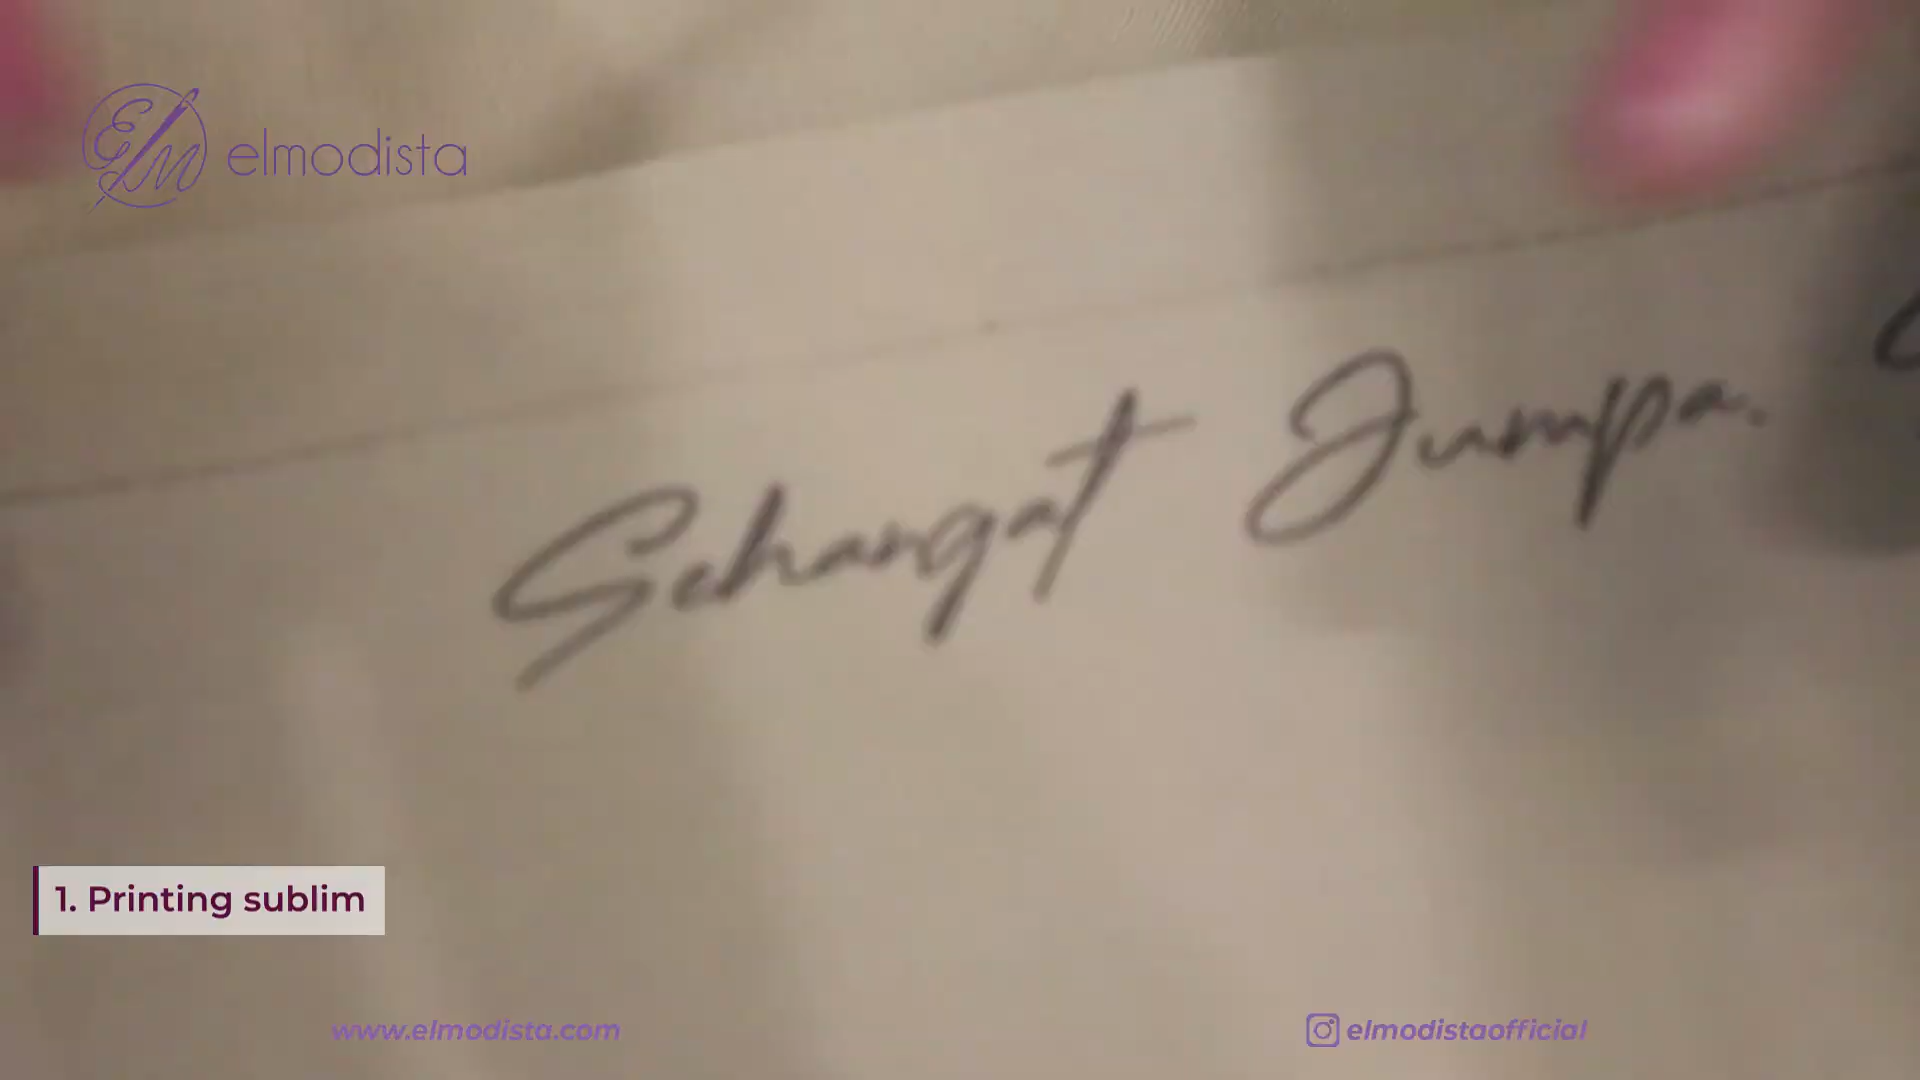 elmodista
Sehangat Jumpa.
1. Printing sublim
www.elmodista.com
elmodistaofficial